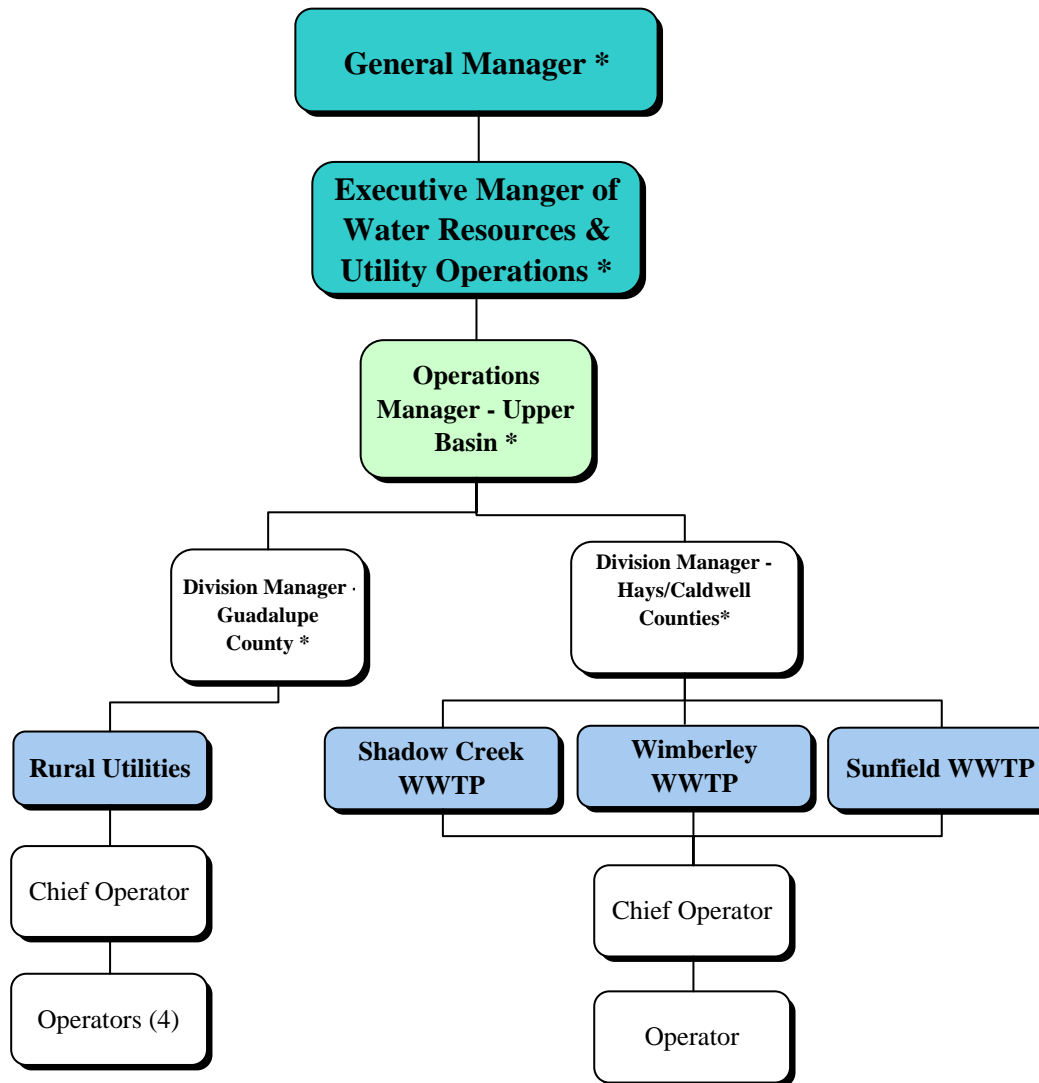 General Manager *
Executive Manger of
Water Resources &
Utility Operations *
Operations
Manager - Upper
Basin *
Division Manager -
Guadalupe
County *
Division Manager -
Hays/Caldwell
Counties*
Rural Utilities
Shadow Creek
WWTP
Wimberley
WWTP
Sunfield WWTP
Chief Operator
Operators (4)
Chief Operator
Operator